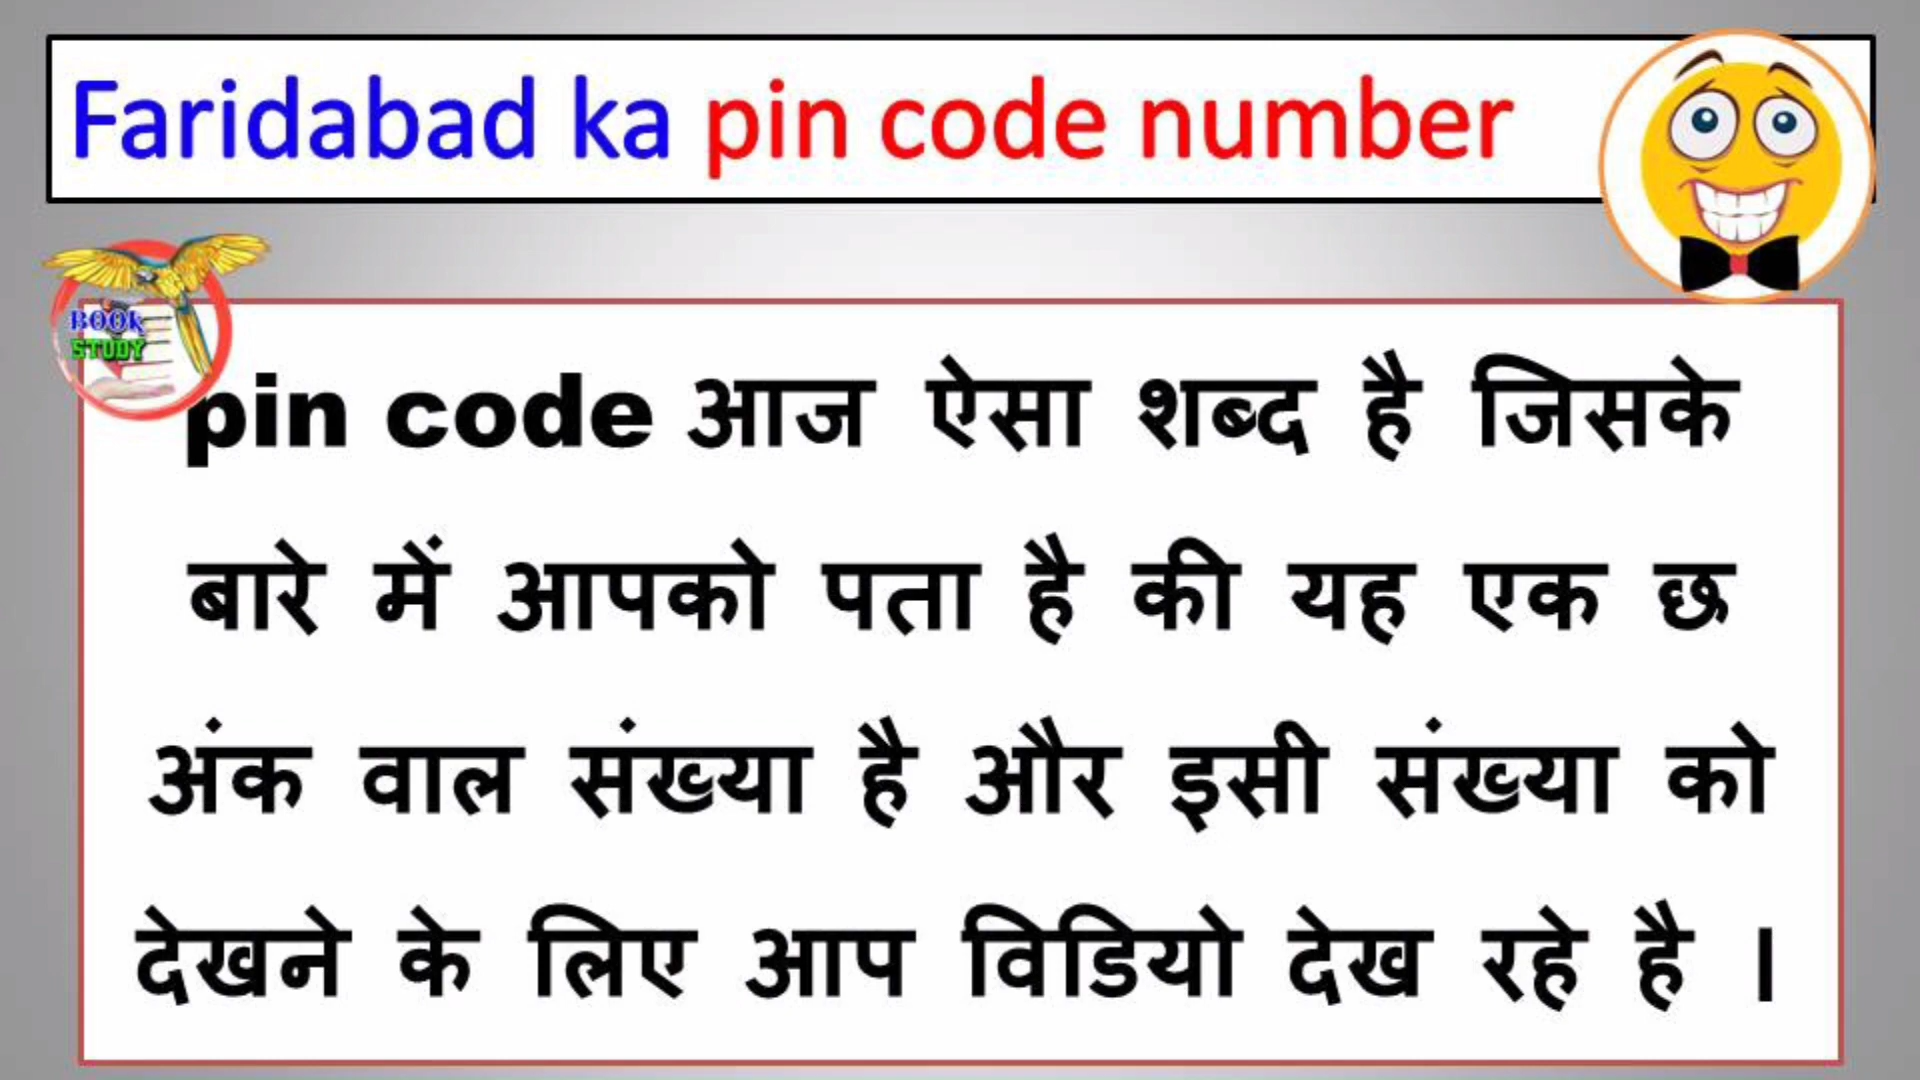 Faridabad ka pin code number
BOOK
STUDY
pin code आज ऐसा शब्द है जिसके
बारे में आपको पता है की यह एक छ
अंक वाल संख्या है और इसी संख्या को
देखने के लिए आप विडियो देख रहे है ।